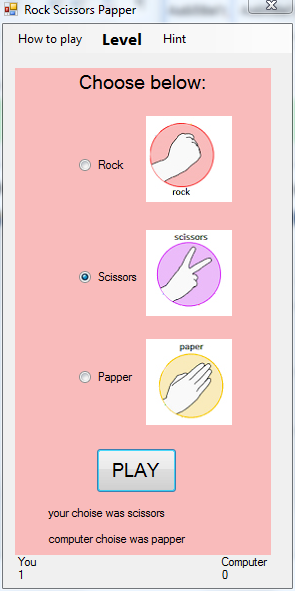 Rock Scissors Papper
How to play Level Hint
Choose below:
Rock
rock
scissors
Scissors
paper
Papper
PLAY
your choise was scissors
computer choise was papper
You Computer
1 0